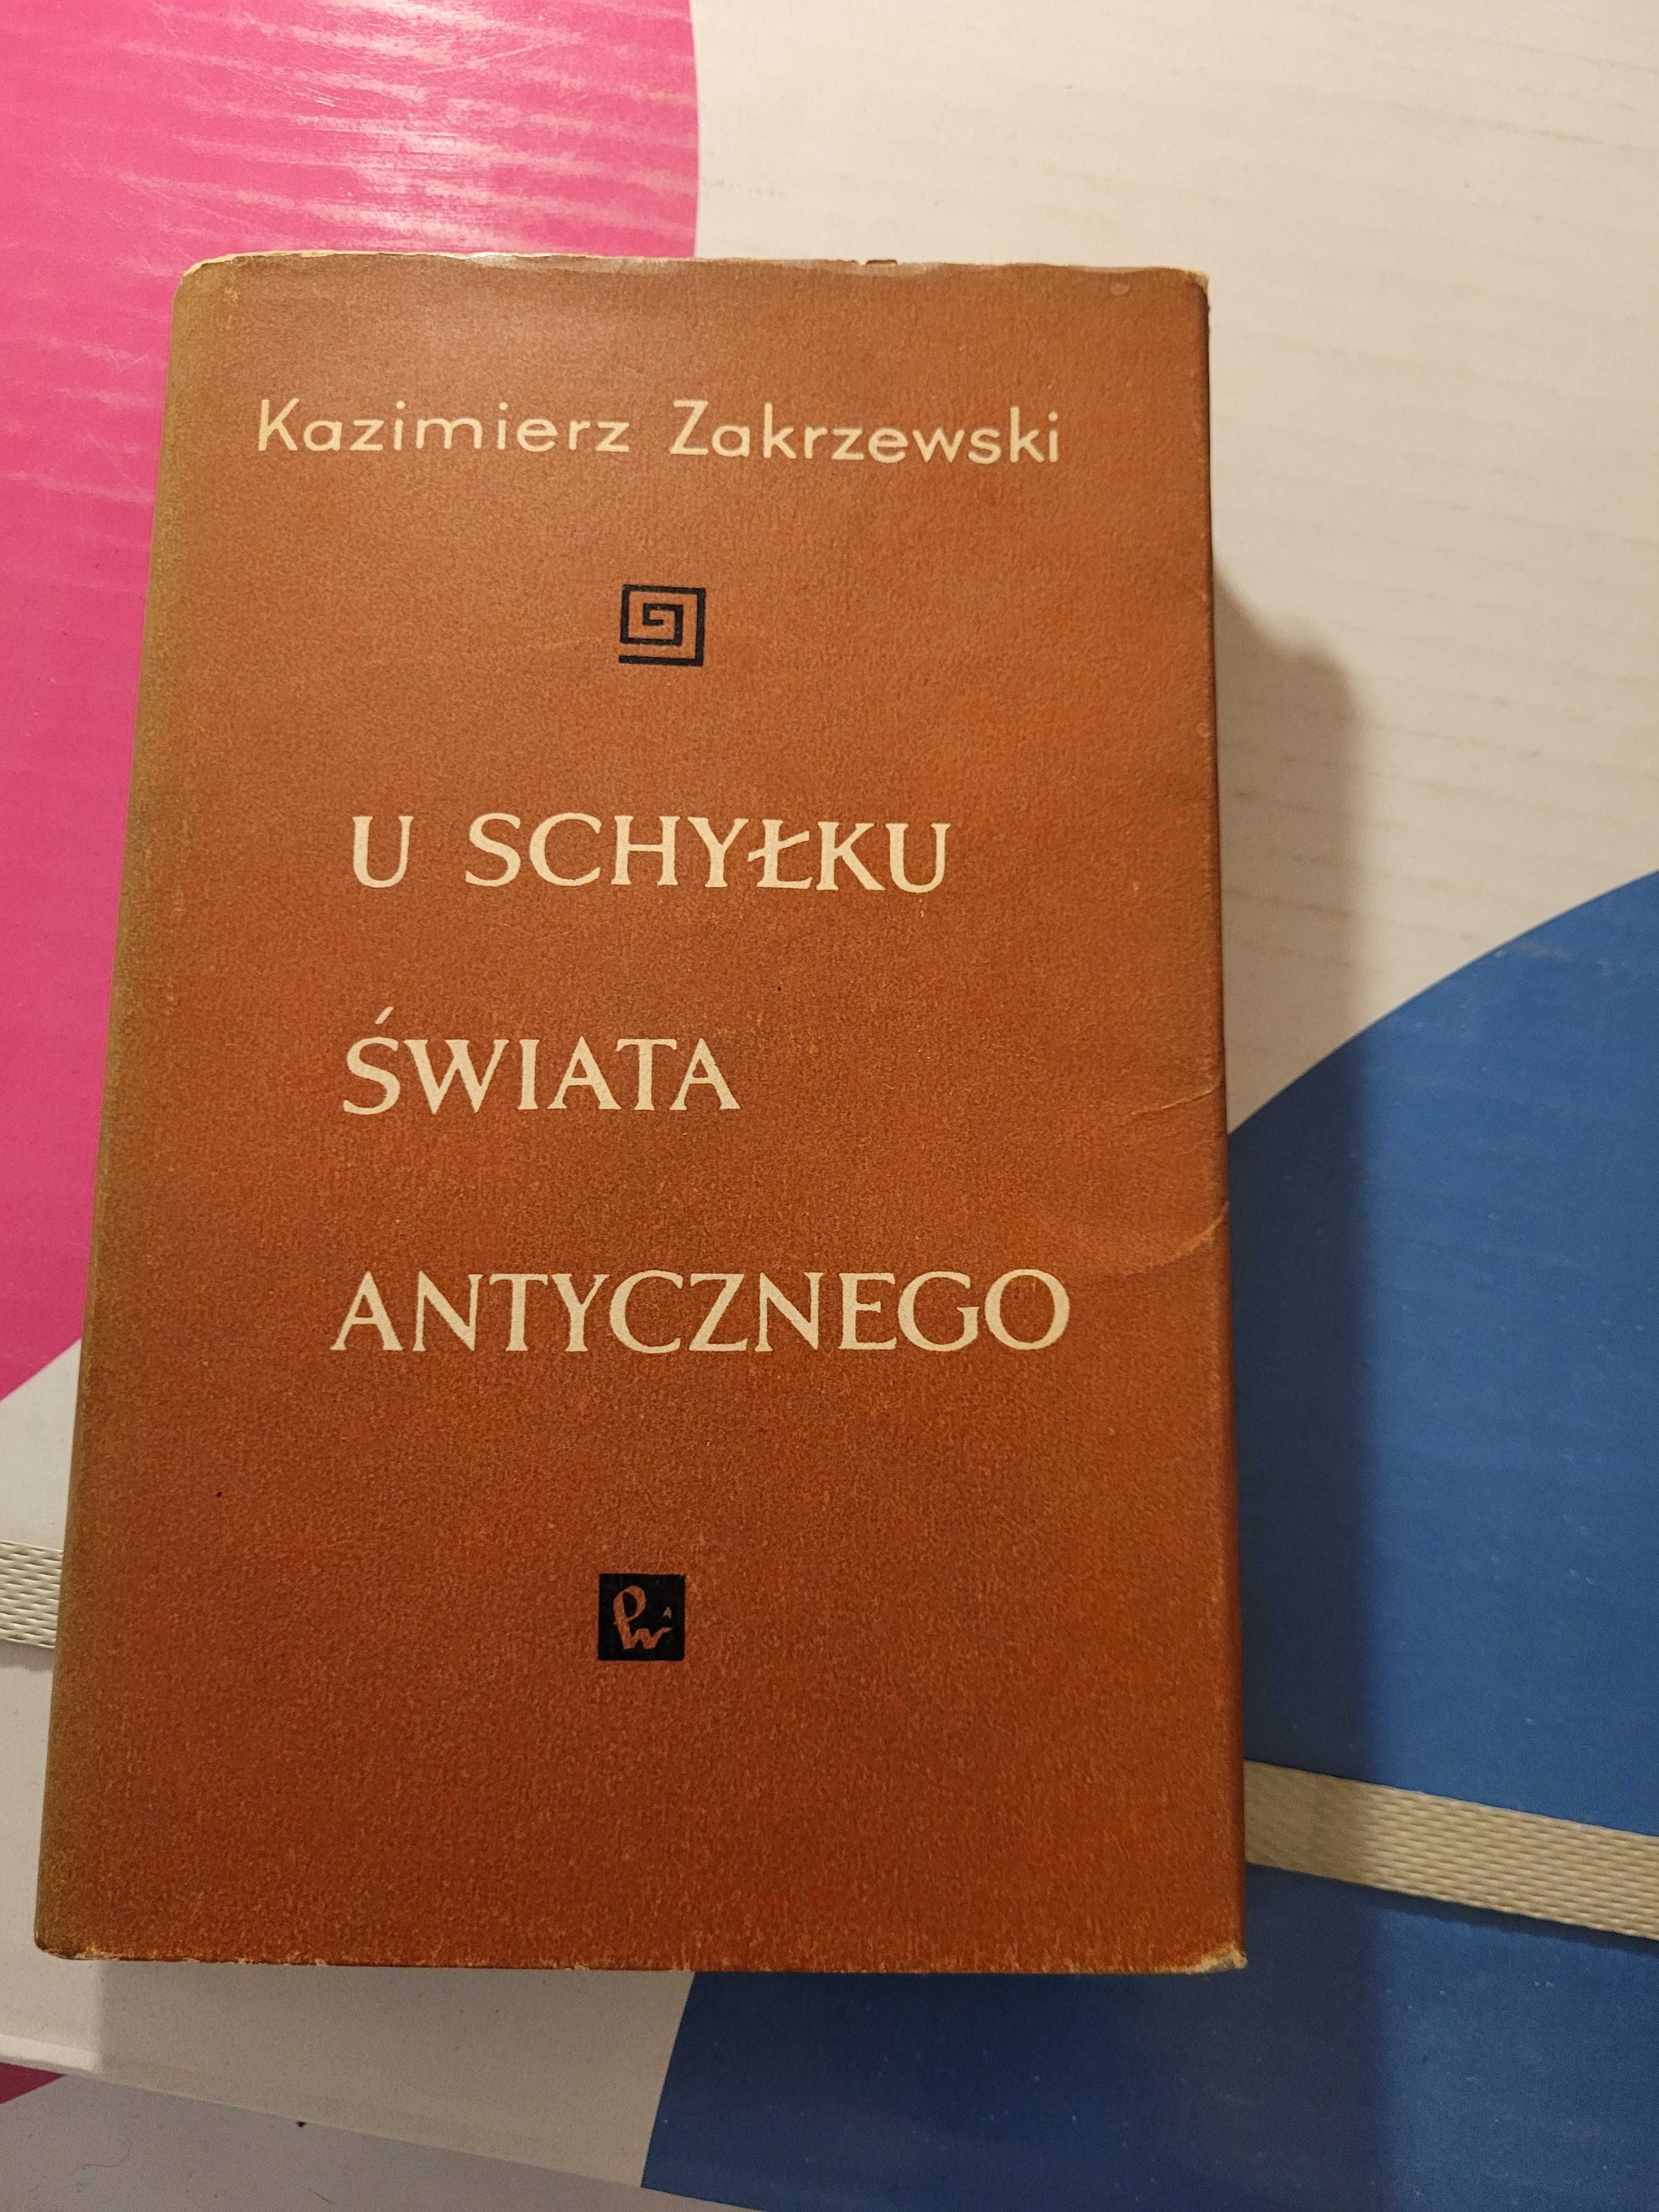 Kazimierz Zakrzewski
U SCHYŁKU
ŚWIATA
ANTYCZNEGO